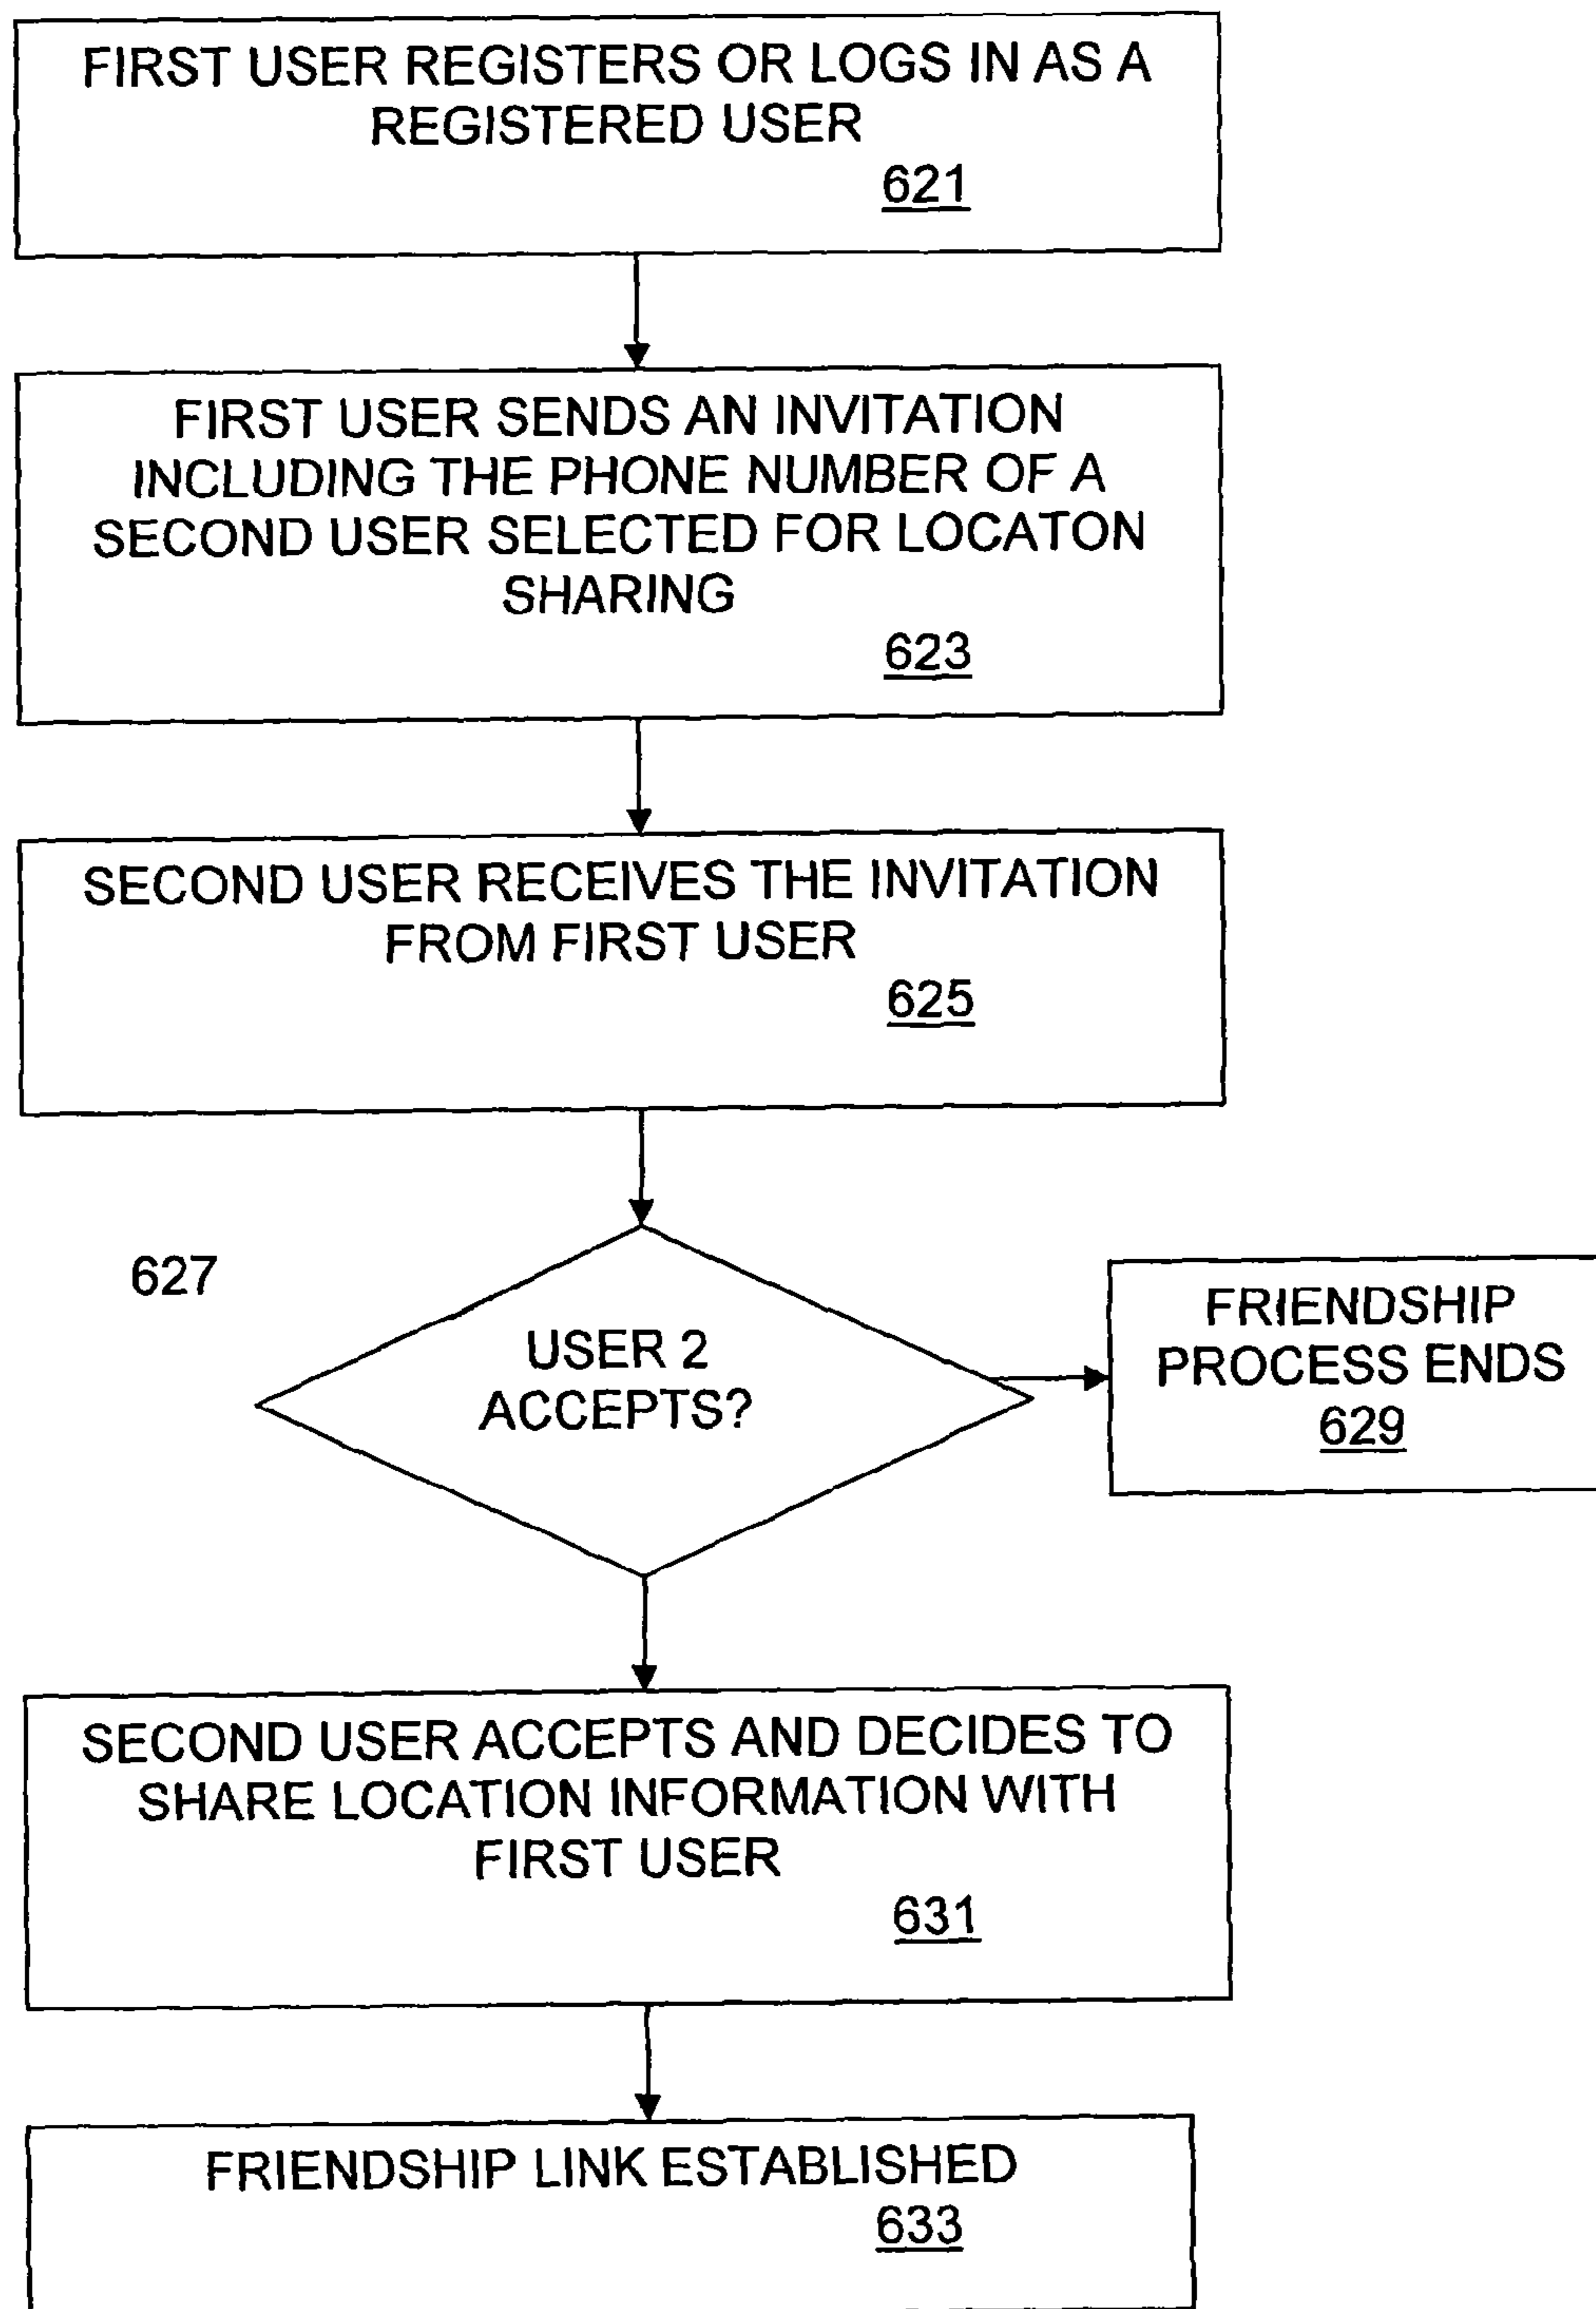 FIRST USER REGISTERS OR LOGS IN AS A
REGISTERED USER
621
FIRST USER SENDS AN INVITATION
INCLUDING THE PHONE NUMBER OF A
SECOND USER SELECTED FOR LOCATON
SHARING
623
SECOND USER RECEIVES THE INVITATION
FROM FIRST USER
625
627
USER 2
ACCEPTS?
FRIENDSHIP
PROCESS ENDS
629
SECOND USER ACCEPTS AND DECIDES TO
SHARE LOCATION INFORMATION WITH
FIRST USER
631
FRIENDSHIP LINK ESTABLISHED
633